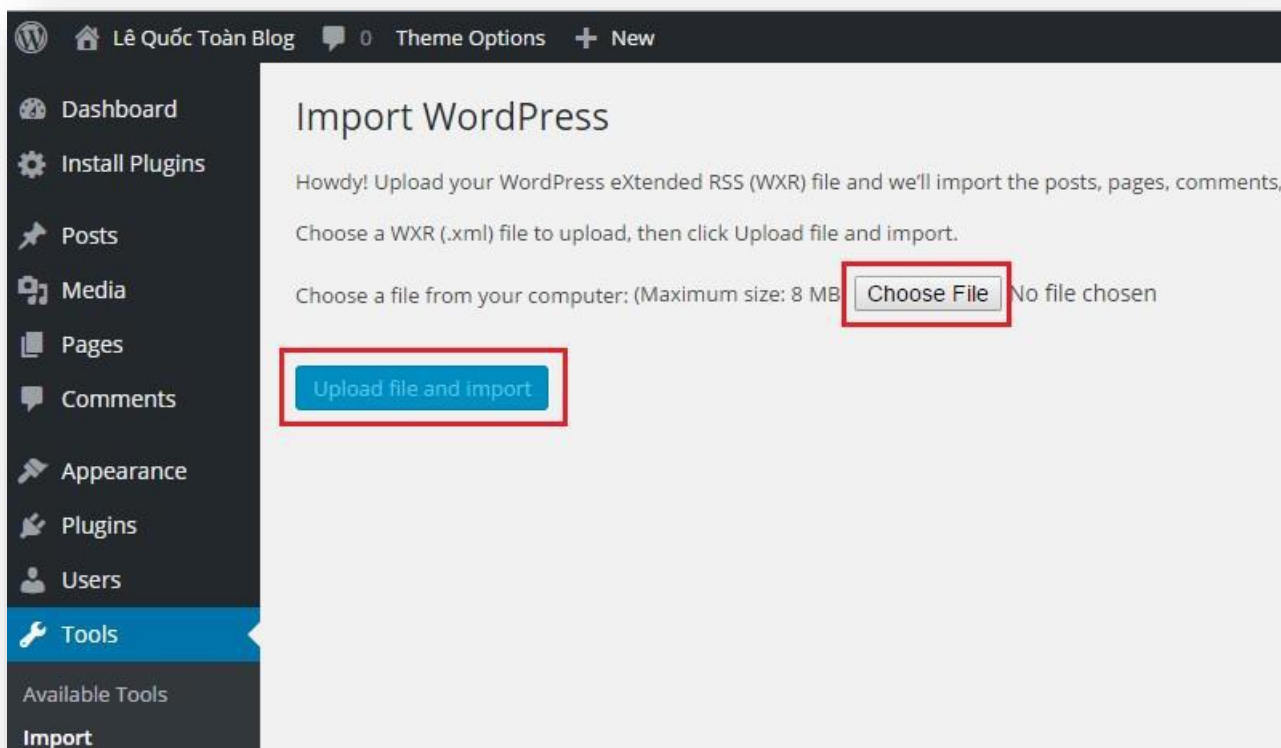 Lê Quốc Toàn Blog 0 Theme Options New
Dashboard
Install Plugins
Posts
Media
Pages
Comments
Appearance
Plugins
Users
Tools
Available Tools
Import
Import WordPress
Howdy! Upload your WordPress eXtended RSS (WXR) file and we'll import the posts, pages, comments,
Choose a WXR (.xml) file to upload, then click Upload file and import.
Choose a file from your computer: (Maximum size: 8 MB Choose File No file chosen
Upload file and import